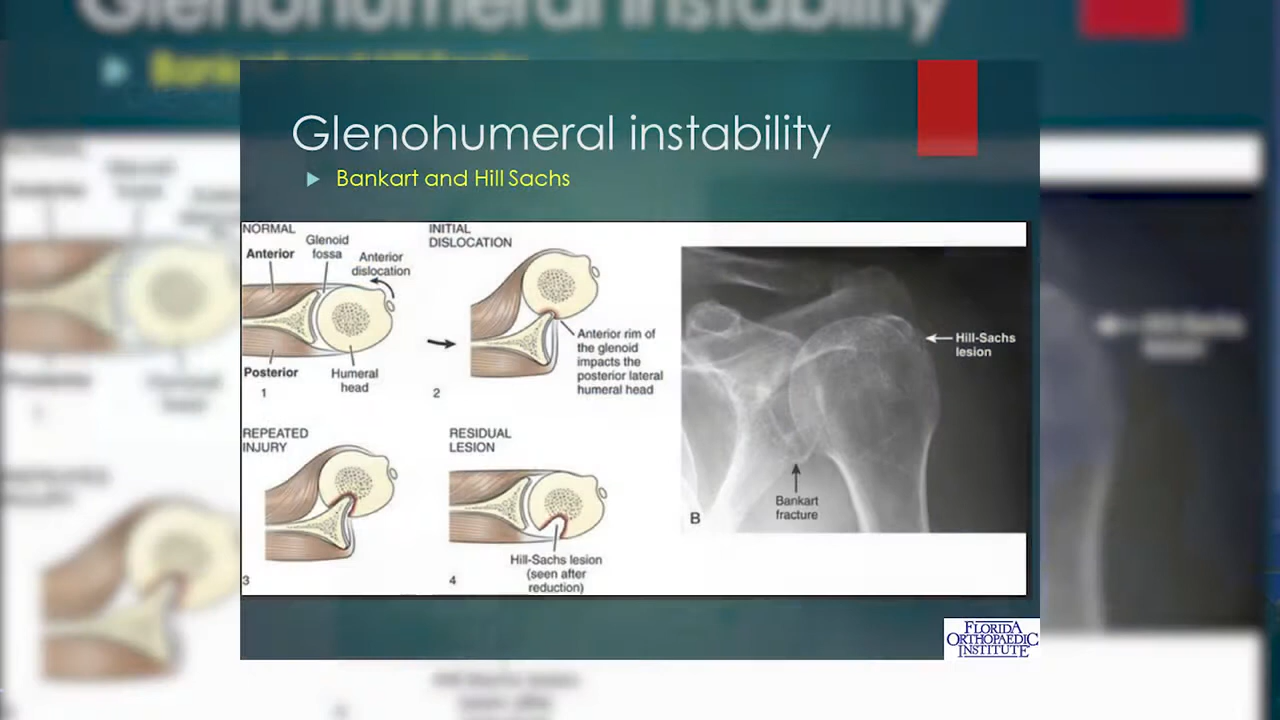 Glenohumeral instability
Bankart and Hill Sachs
NORMAL
Glenoid
fossa
Anterior
Anterior
dislocation
Posterior
Humeral
head
1
INITIAL
DISLOCATION
Anterior rim of
the glenoid
impacts the
posterior lateral
humeral head
2
REPEATED
INJURY
3
RESIDUAL
LESION
Hill-Sachs lesion
(seen after
reduction)
4
Hill-Sachs
lesion
Bankart
fracture
B
FLORIDA
ORTHOPAEDIC
INSTITUTE